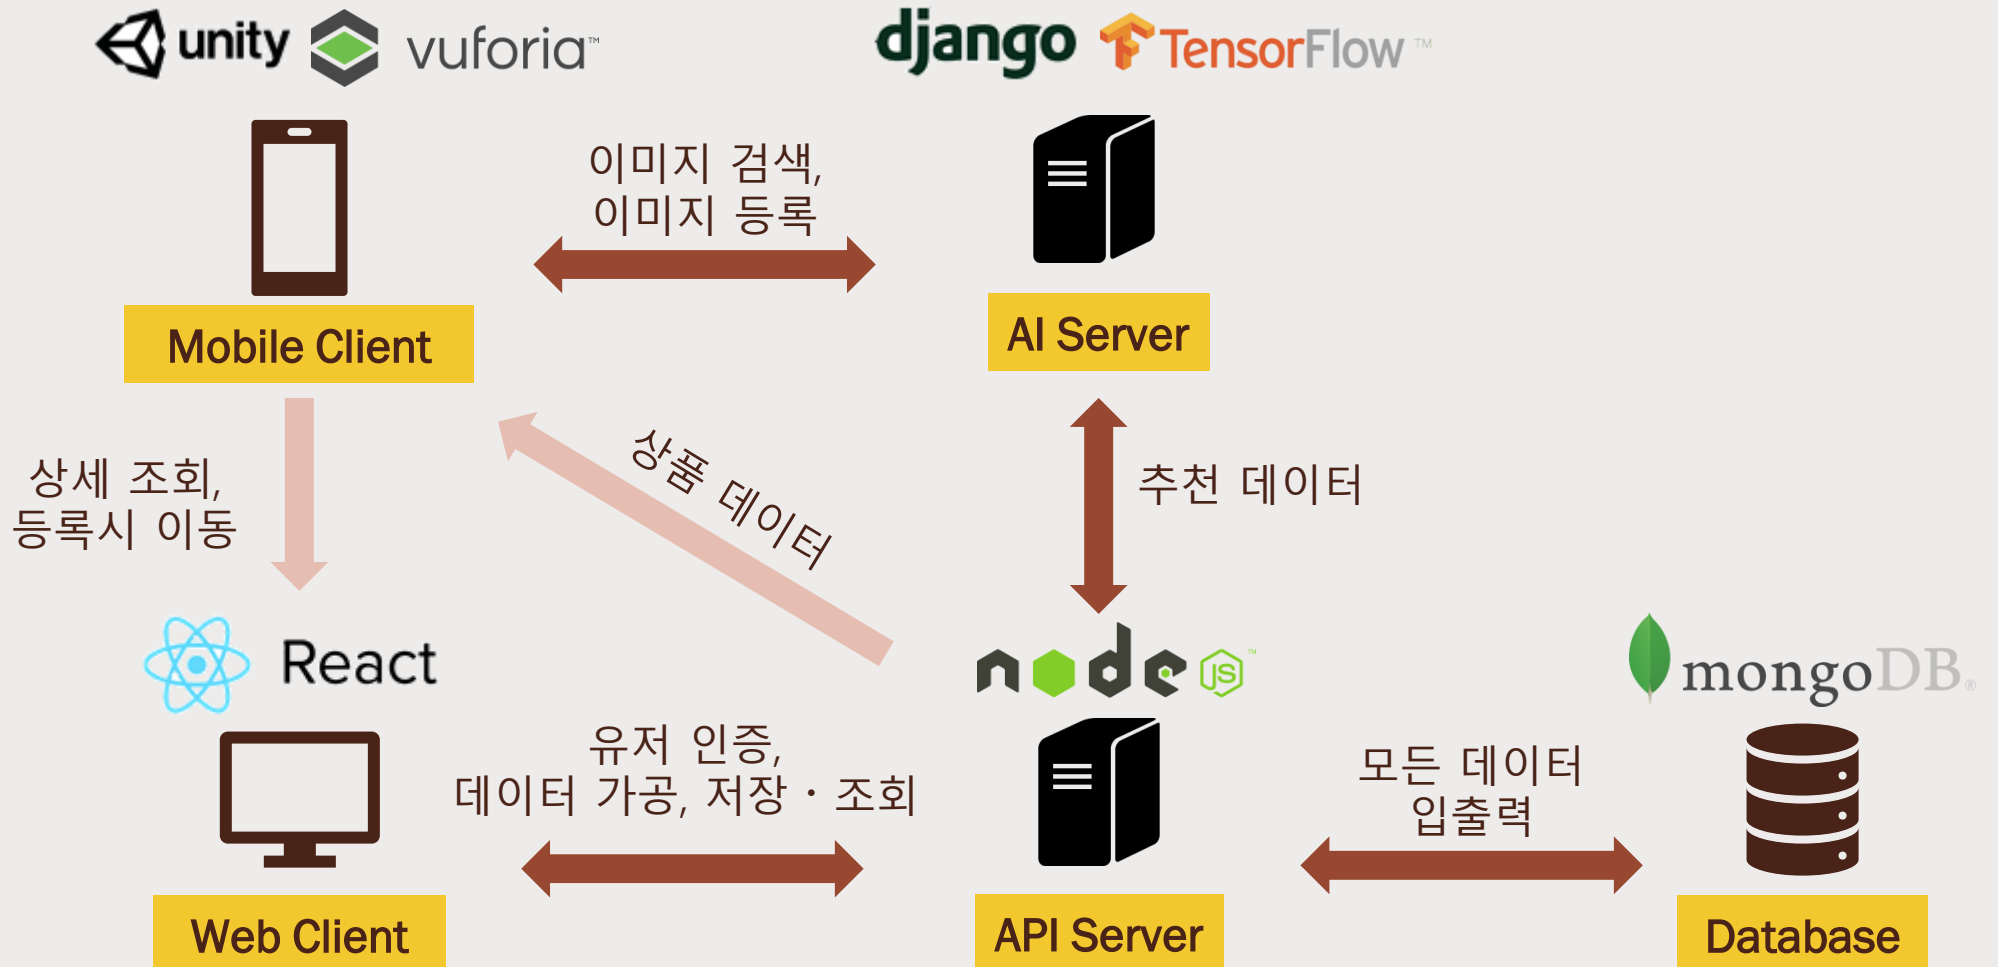 unity
vuforia™
django
TensorFlow™
이미지 검색,
이미지 등록
Mobile Client
AI Server
상세 조회,
등록시 이동
상품 데이터
추천 데이터
React
node
JS™
mongoDB®
유저 인증,
데이터 가공, 저장 · 조회
모든 데이터
입출력
Web Client
API Server
Database